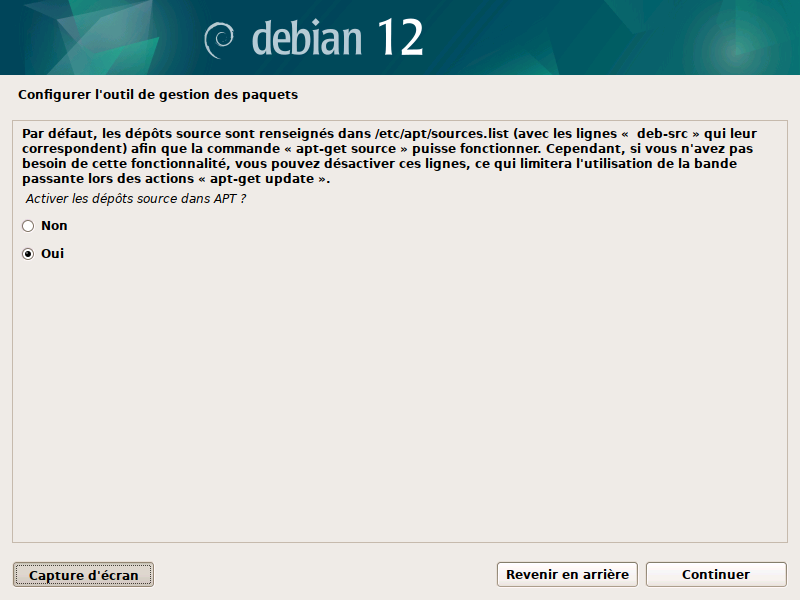 debian 12
Configurer l'outil de gestion des paquets
Par défaut, les dépôts source sont renseignés dans /etc/apt/sources.list (avec les lignes «  deb-src » qui leur
correspondent) afin que la commande « apt-get source » puisse fonctionner. Cependant, si vous n'avez pas
besoin de cette fonctionnalité, vous pouvez désactiver ces lignes, ce qui limitera l'utilisation de la bande
passante lors des actions « apt-get update ».
Activer les dépôts source dans APT ?
Non
Oui
Capture d'écran
Revenir en arrière
Continuer